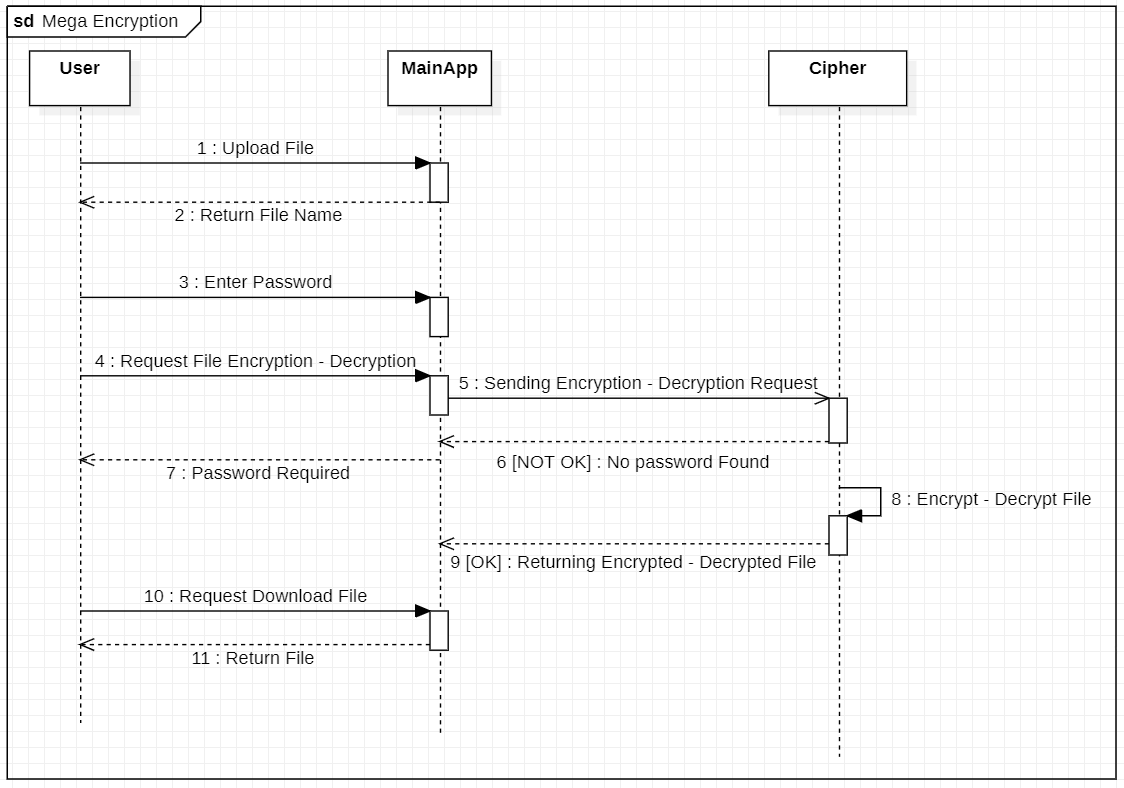 sd Mega Encryption
User
MainApp
Cipher
1 : Upload File
2 : Return File Name
3 : Enter Password
4 : Request File Encryption - Decryption
5 : Sending Encryption - Decryption Request
6 [NOT OK] : No password Found
7 : Password Required
8 : Encrypt - Decrypt File
9 [OK] : Returning Encrypted - Decrypted File
10 : Request Download File
11 : Return File